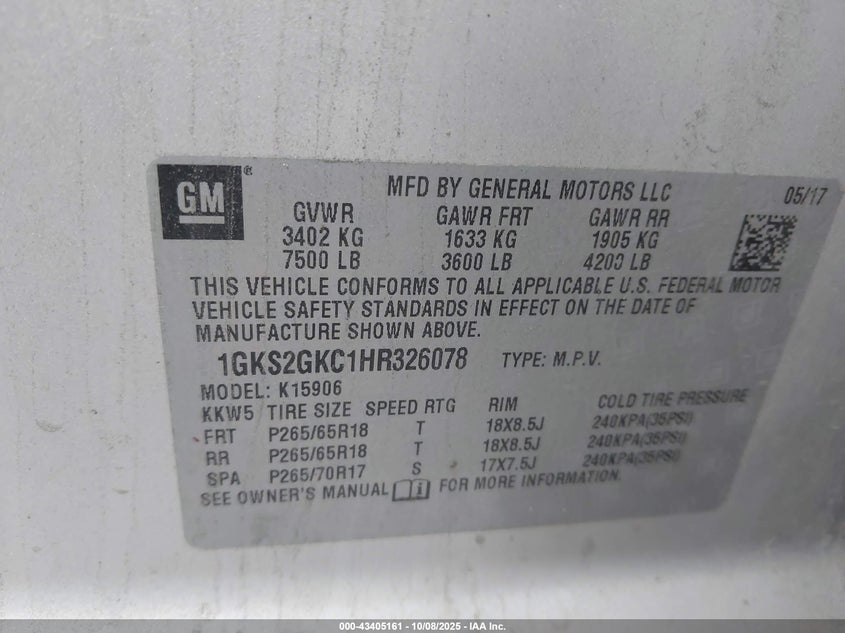 GM®
MFD BY GENERAL MOTORS LLC 05/17
GVWR GAWR FRT GAWR RR
3402 KG 1633 KG 1905 KG
7500 LB 3600 LB 4200 LB
THIS VEHICLE CONFORMS TO ALL APPLICABLE U.S. FEDERAL MOTOR
VEHICLE SAFETY STANDARDS IN EFFECT ON THE DATE OF
MANUFACTURE SHOWN ABOVE.
1GKS2GKC1HR326078 TYPE: M.P.V.
MODEL: K15906
KKW5 TIRE SIZE SPEED RTG RIM COLD TIRE PRESSURE
FRT P265/65R18 T 18X8.5J 240KPA(35PSI)
RR P265/65R18 T 18X8.5J 240KPA(35PSI)
SPA P265/70R17 S 17X7.5J 240KPA(35PSI)
SEE OWNER'S MANUAL FOR MORE INFORMATION.
000-43405161 - 10/08/2025 - IAA Inc.